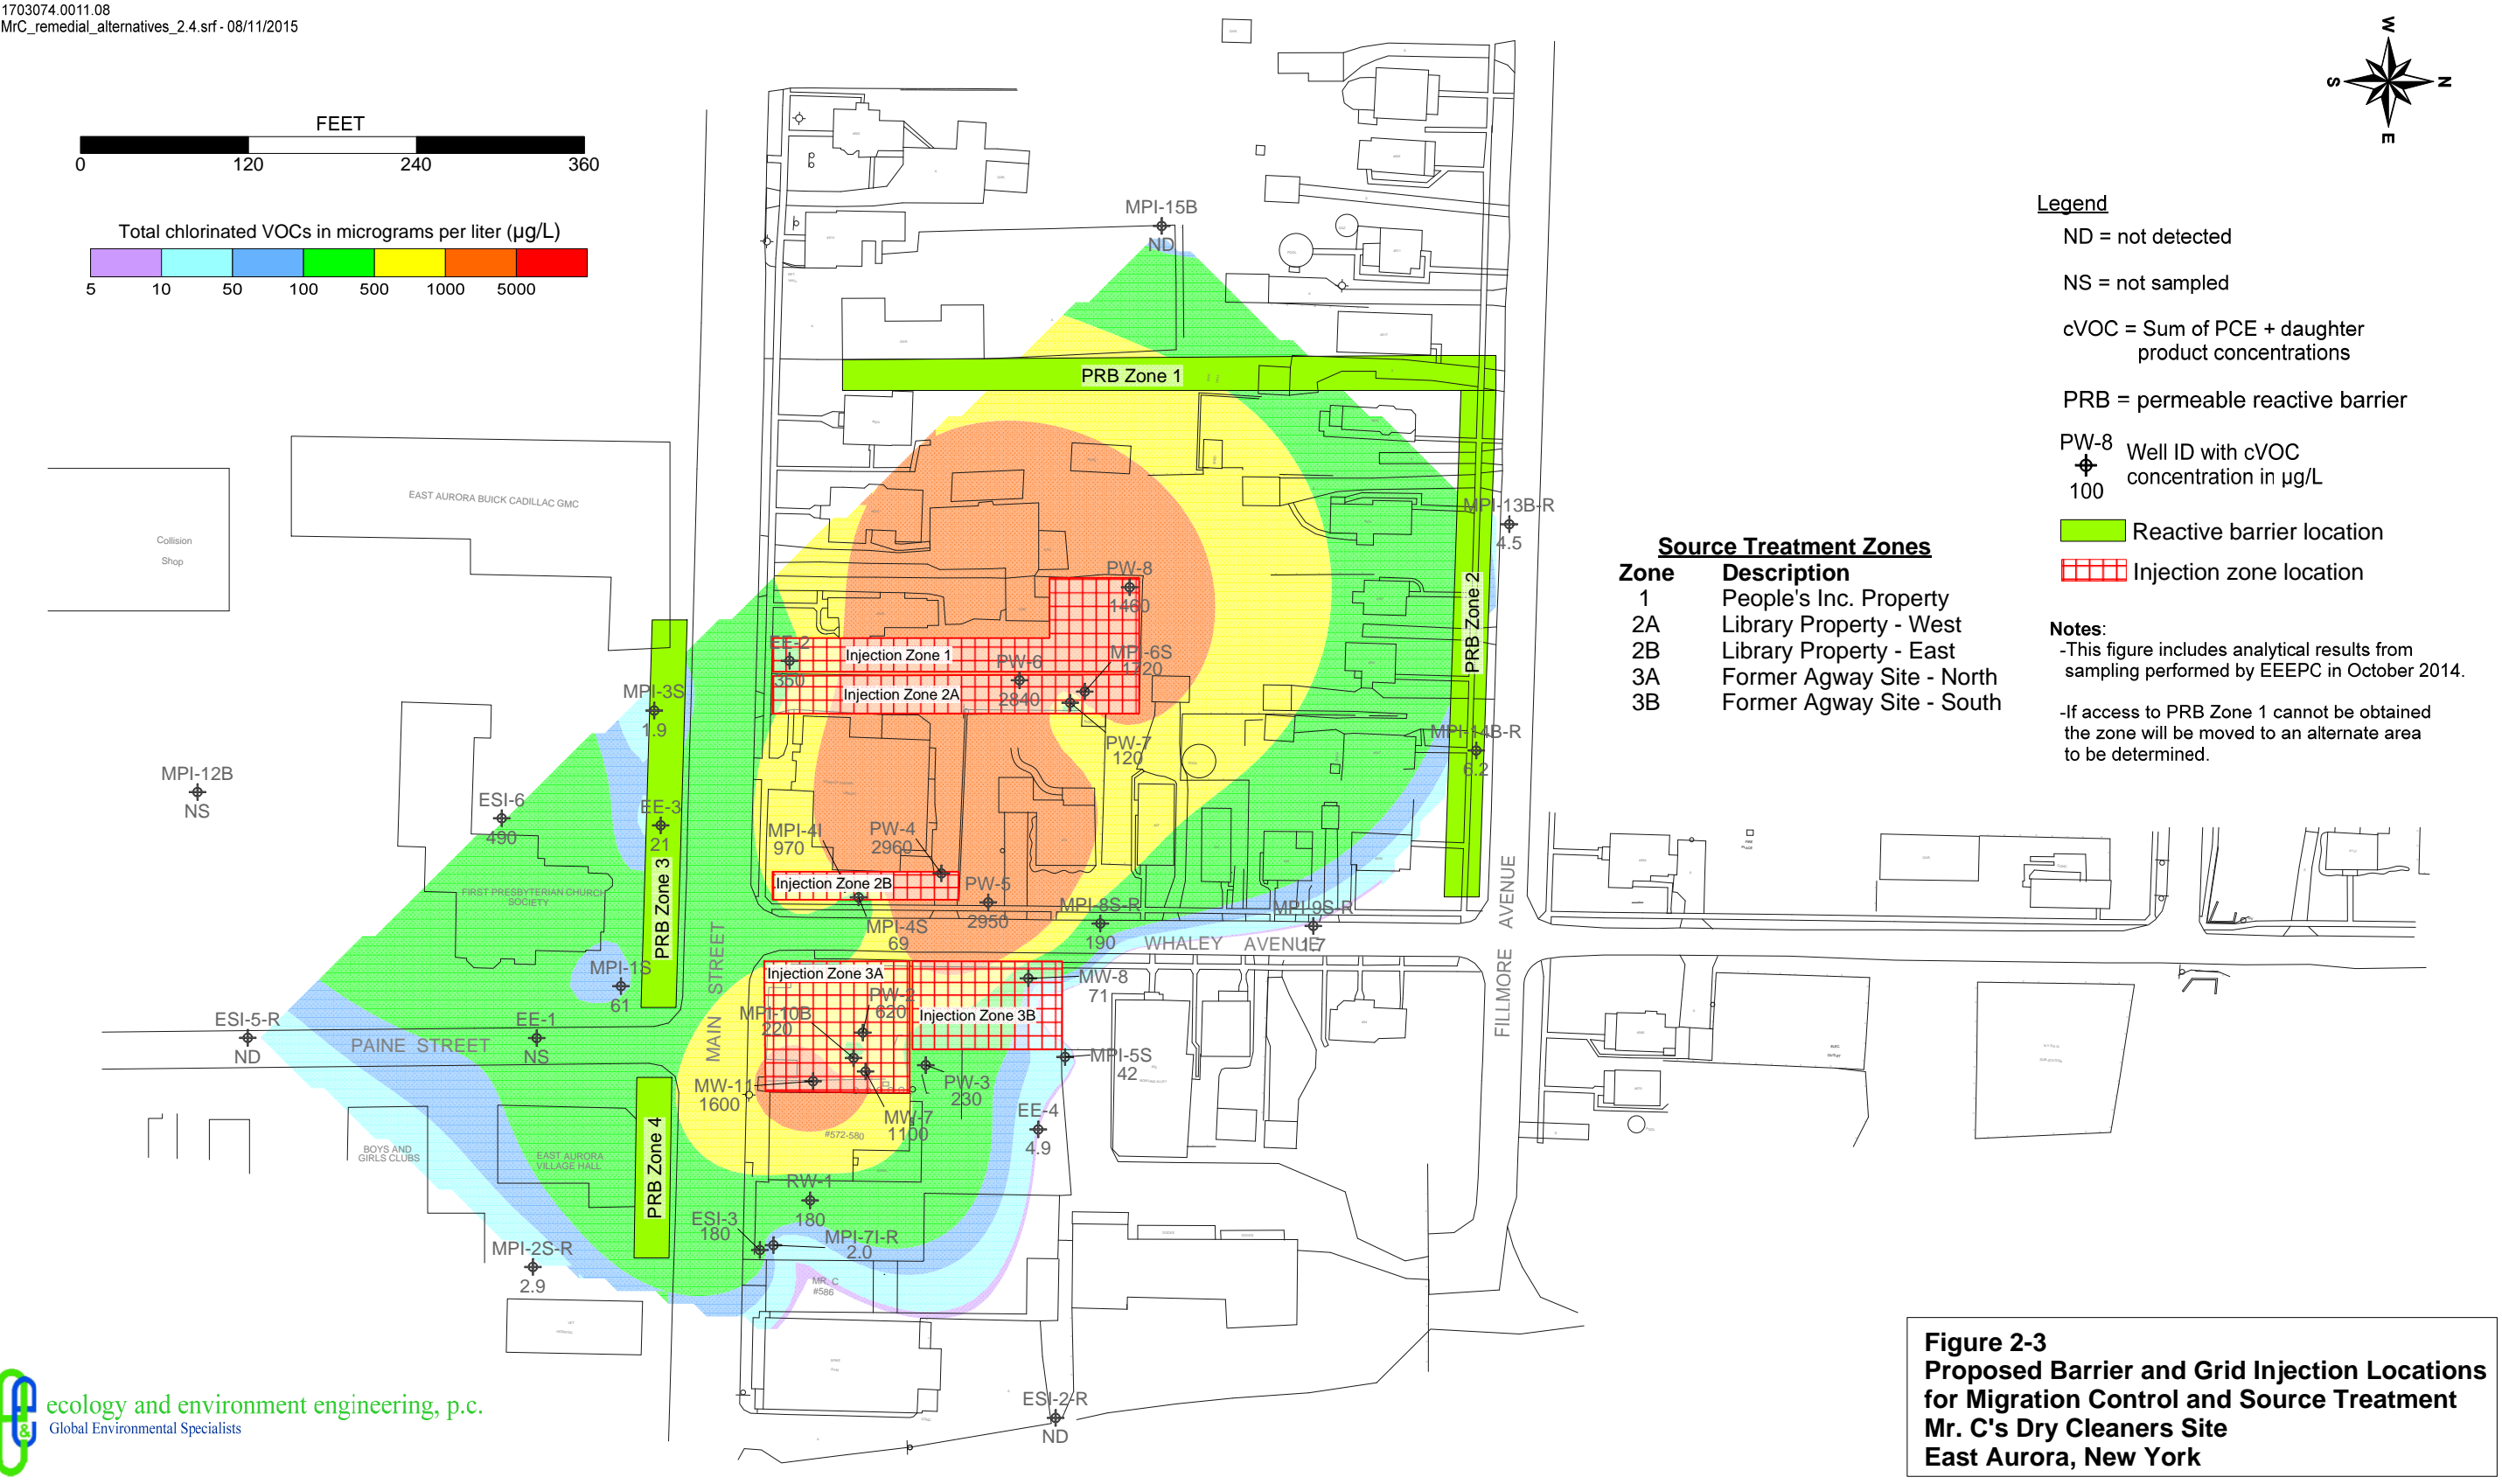 1703074.0011.08
MrC_remedial_alternatives_2.4.srf - 08/11/2015
FEET
0 120 240 360
Total chlorinated VOCs in micrograms per liter (µg/L)
5 10 50 100 500 1000 5000
W
S N
E
Legend
ND = not detected
NS = not sampled
cVOC = Sum of PCE + daughter
product concentrations
PRB = permeable reactive barrier
PW-8
100
Well ID with cVOC
concentration in µg/L
Reactive barrier location
Injection zone location
Notes:
-This figure includes analytical results from
sampling performed by EEEPC in October 2014.
-If access to PRB Zone 1 cannot be obtained
the zone will be moved to an alternate area
to be determined.
Source Treatment Zones
Zone Description
1 People's Inc. Property
2A Library Property - West
2B Library Property - East
3A Former Agway Site - North
3B Former Agway Site - South
MPI-15B
ND
PRB Zone 1
EAST AURORA BUICK CADILLAC GMC
Collision
Shop
MPI-13B-R
4.5
PRB Zone 2
PW-8
1460
EE-2
350
Injection Zone 1
PW-6
2840
MPI-6S
1720
Injection Zone 2A
MPI-3S
1.9
PW-7
120
MPI-14B-R
6.2
MPI-12B
NS
ESI-6
490
EE-3
21
MPI-4I
970
PW-4
2960
PRB Zone 3
FIRST PRESBYTERIAN CHURCH
SOCIETY
Injection Zone 2B
PW-5
2950
MPI-4S
69
MPI-8S-R
190
MPI-9S-R
1.7
WHALEY AVENUE
FILLMORE AVENUE
MAIN STREET
MPI-1S
61
Injection Zone 3A
MW-8
71
PW-2
620
MPI-10B
220
Injection Zone 3B
ESI-5-R
ND
EE-1
NS
PAINE STREET
MPI-5S
42
MW-11
1600
PW-3
230
MW-7
1100
EE-4
4.9
#572-580
BOYS AND
GIRLS CLUBS
EAST AURORA
VILLAGE HALL
PRB Zone 4
RW-1
180
ESI-3
180
MPI-7I-R
2.0
MPI-2S-R
2.9
MR. C
#586
ESI-2-R
ND
ecology and environment engineering, p.c.
Global Environmental Specialists
Figure 2-3
Proposed Barrier and Grid Injection Locations
for Migration Control and Source Treatment
Mr. C's Dry Cleaners Site
East Aurora, New York